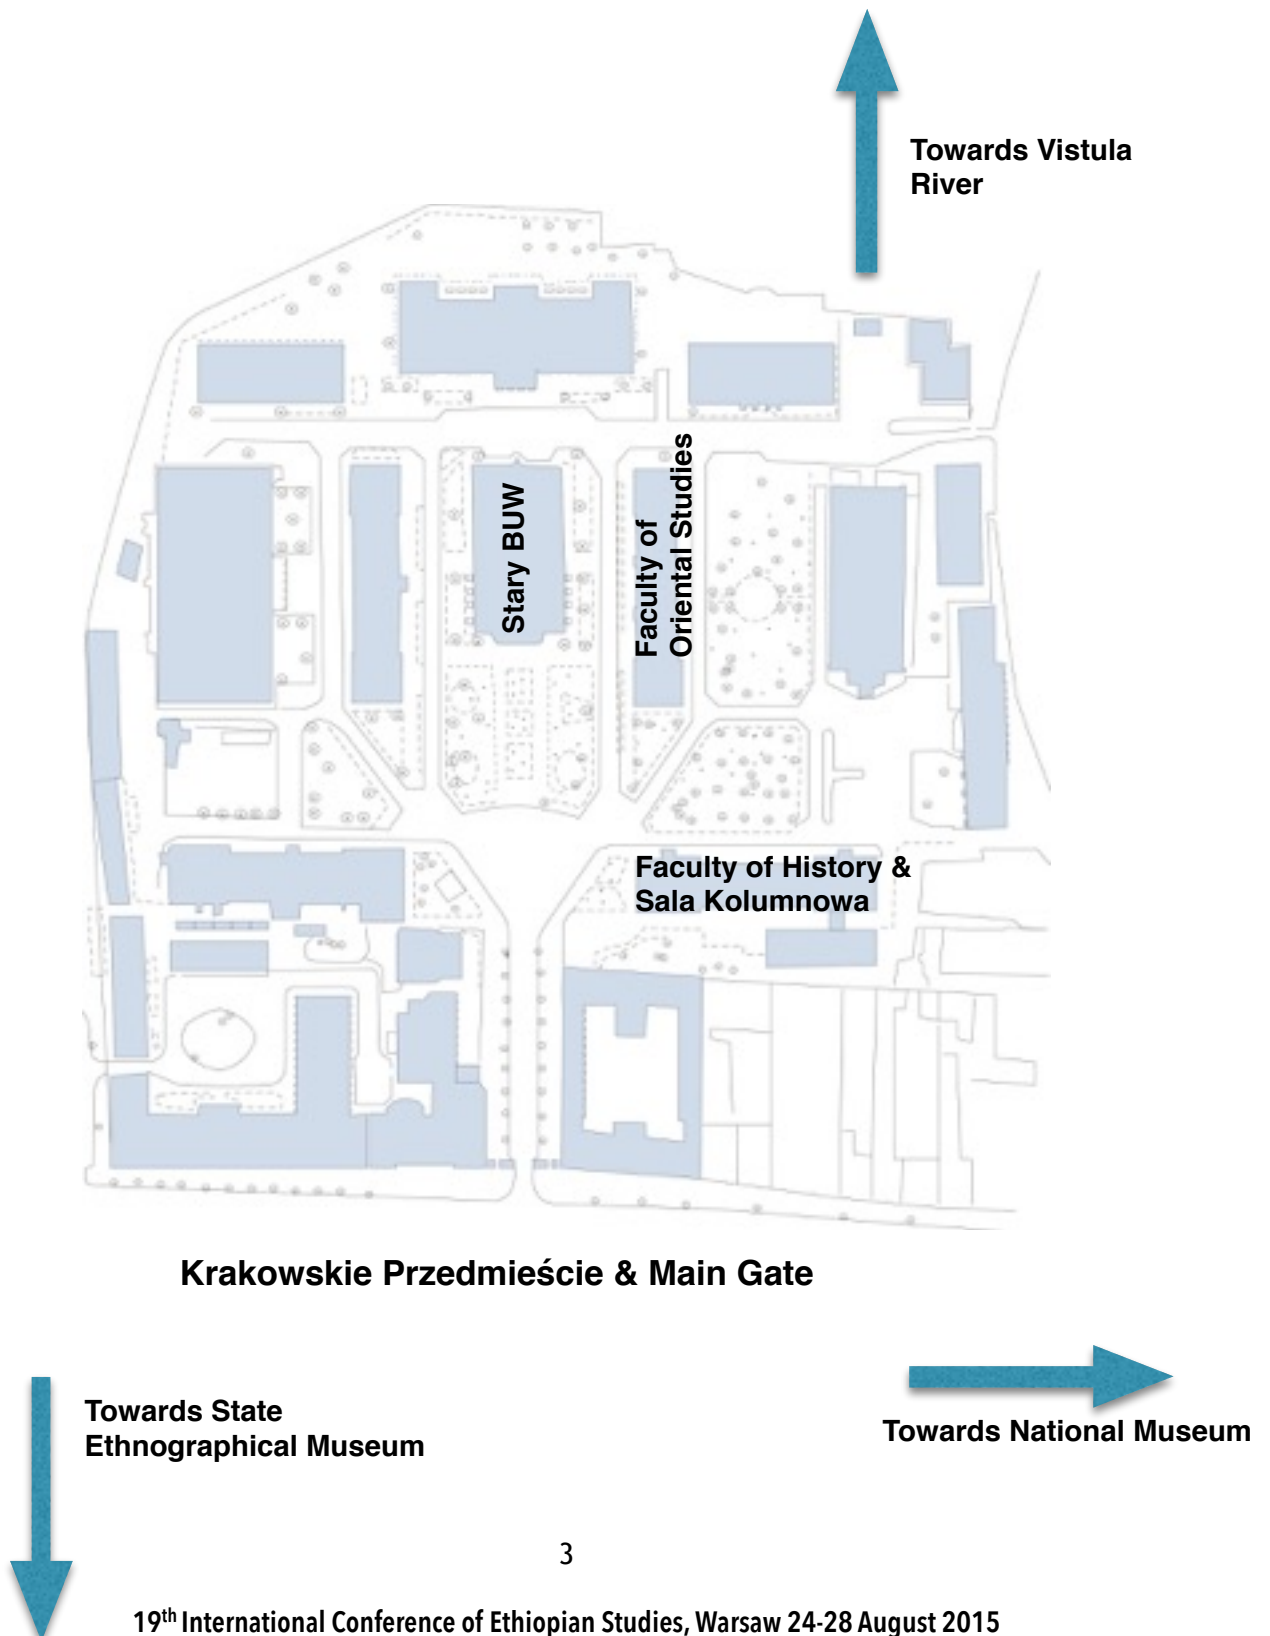 Towards Vistula
River
Stary BUW
Faculty of
Oriental Studies
Faculty of History &
Sala Kolumnowa
Krakowskie Przedmieście & Main Gate
Towards State
Ethnographical Museum
Towards National Museum
3
19th International Conference of Ethiopian Studies, Warsaw 24-28 August 2015